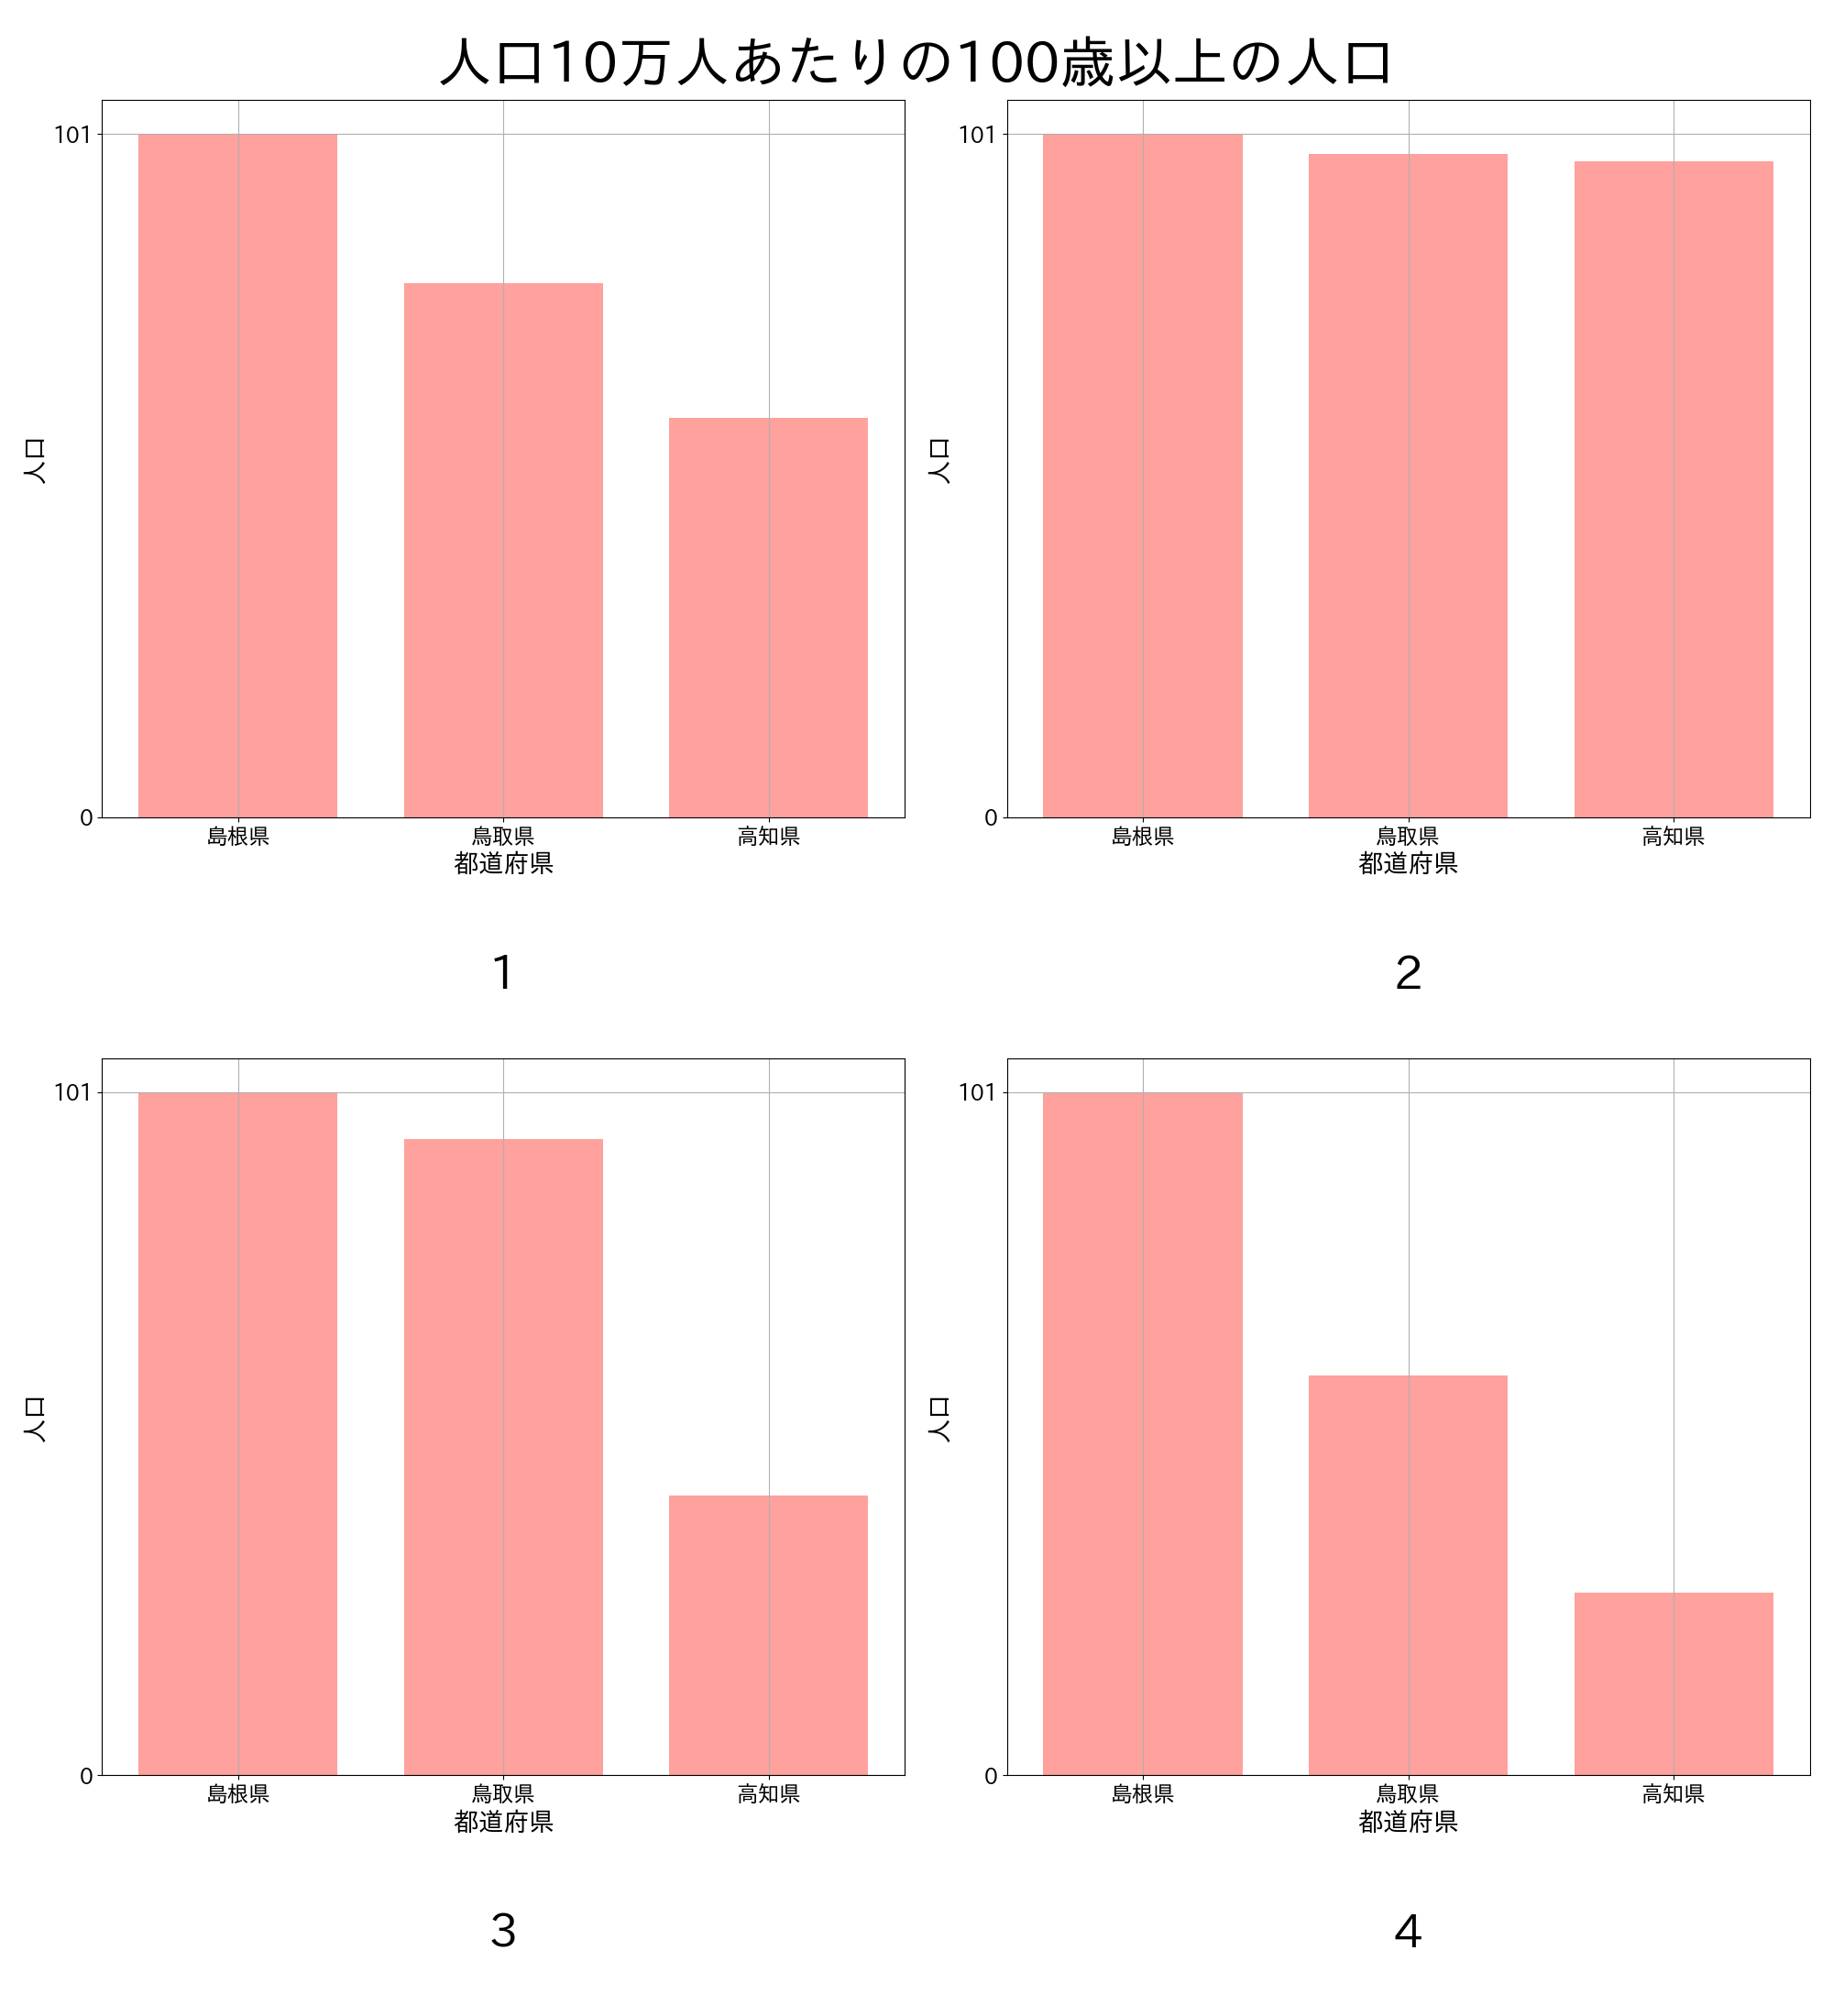 人口10万人あたりの100歳以上の人口
101
0
人口
島根県 鳥取県 高知県
都道府県
1
101
0
人口
島根県 鳥取県 高知県
都道府県
2
101
0
人口
島根県 鳥取県 高知県
都道府県
3
101
0
人口
島根県 鳥取県 高知県
都道府県
4